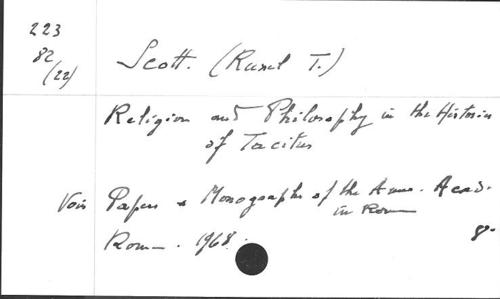 223
82
(22)
Scott. (Russel T.)
Religion and Philosophy in the Histories
of Tacitus
Voir Papers & Monographs of the Amer. Acad.
in Rome
Rome. 1968.
8°